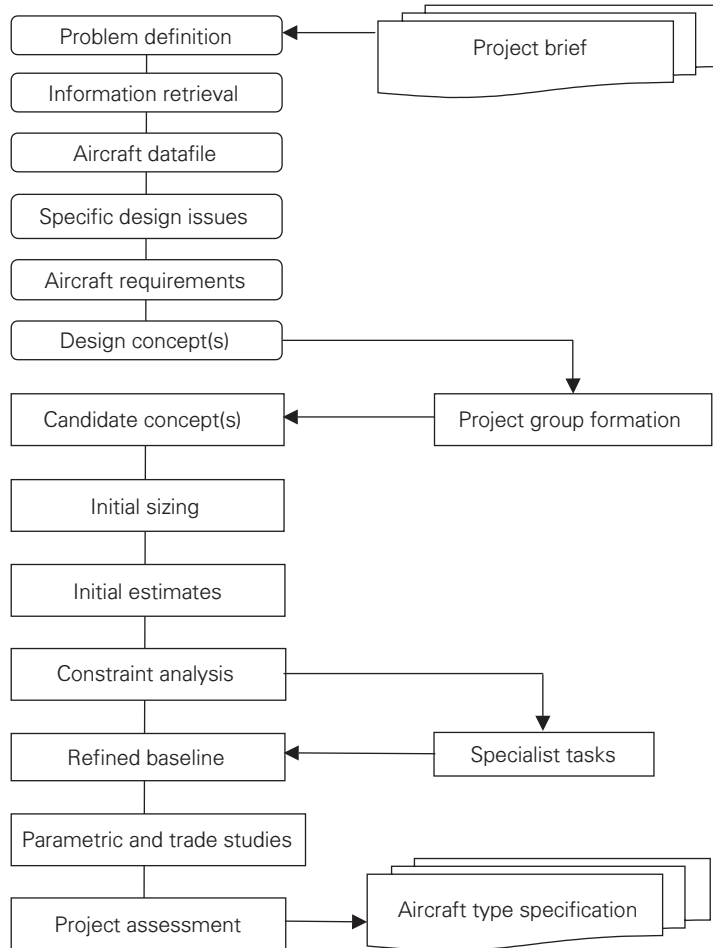 Problem definition
Project brief
Information retrieval
Aircraft datafile
Specific design issues
Aircraft requirements
Design concept(s)
Candidate concept(s)
Project group formation
Initial sizing
Initial estimates
Constraint analysis
Refined baseline
Specialist tasks
Parametric and trade studies
Project assessment
Aircraft type specification